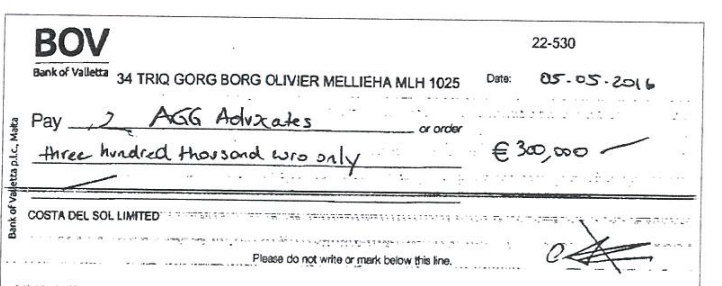 BOV
22-530
Bank of Valletta 34 TRIQ GORG BORG OLIVIER MELLIEHA MLH 1025 Date: 05-05-2016
Pay AGG Advocates or order
three hundred thousand euro only € 300,000
Bank of Valletta p.l.c., Malta
COSTA DEL SOL LIMITED
Please do not write or mark below this line.